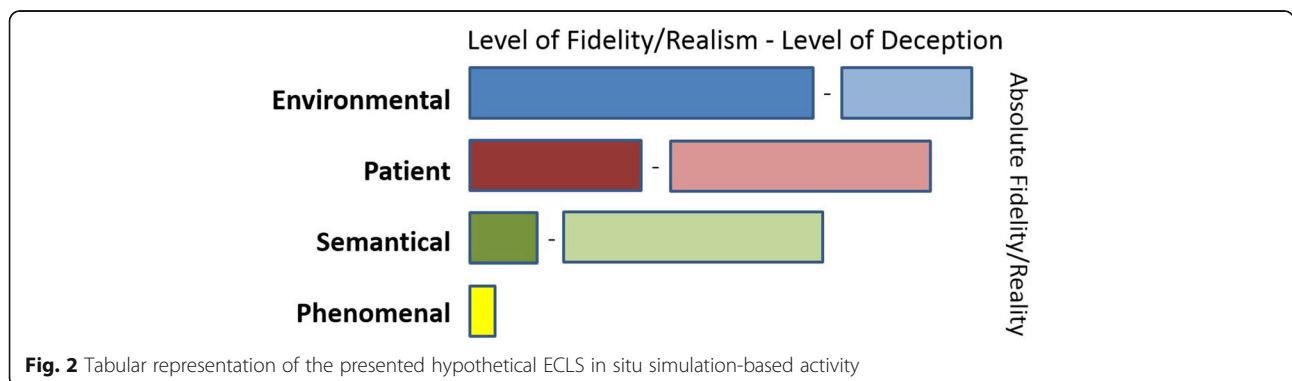 Level of Fidelity/Realism - Level of Deception
Environmental
-
Patient
-
Semantical
-
Phenomenal
Absolute Fidelity/Reality
Fig. 2 Tabular representation of the presented hypothetical ECLS in situ simulation-based activity